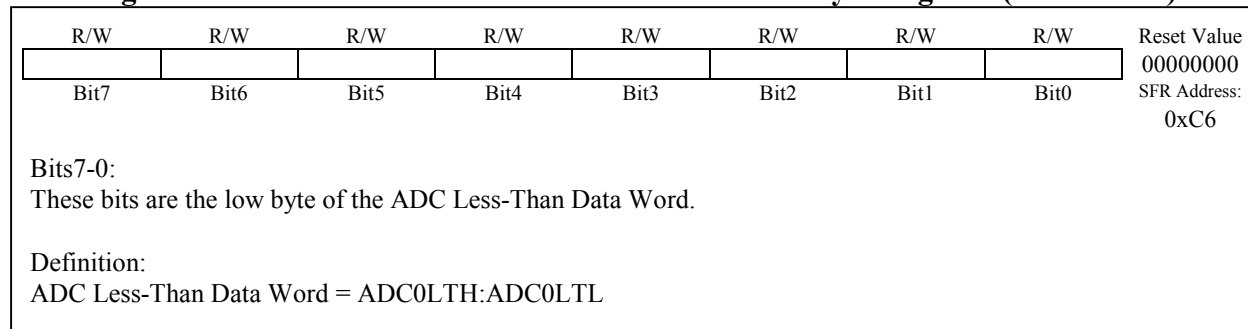 R/W R/W R/W R/W R/W R/W R/W R/W Reset Value
00000000
Bit7 Bit6 Bit5 Bit4 Bit3 Bit2 Bit1 Bit0 SFR Address:
0xC6
Bits7-0:
These bits are the low byte of the ADC Less-Than Data Word.
Definition:
ADC Less-Than Data Word = ADC0LTH:ADC0LTL